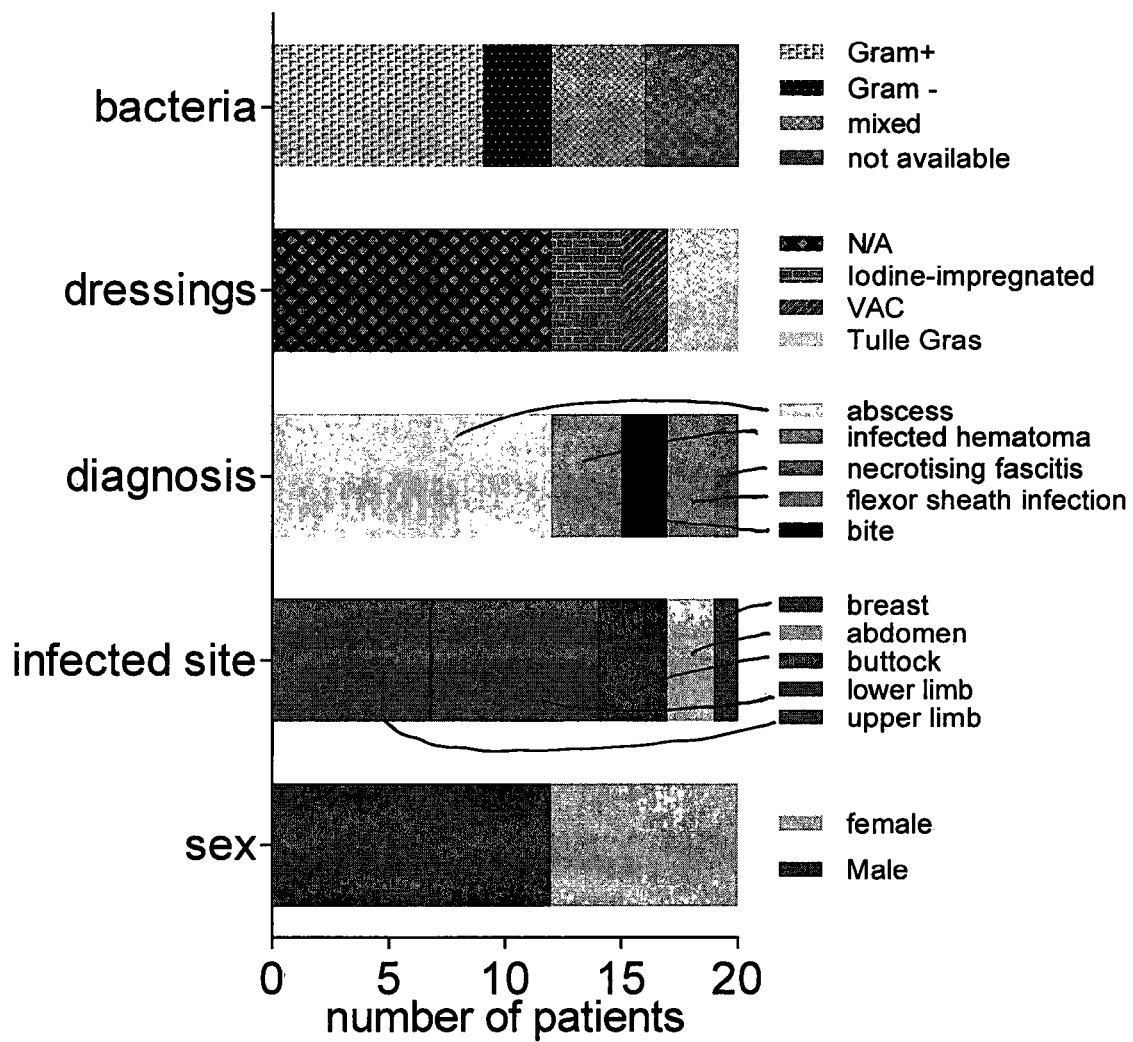 bacteria
Gram+
Gram -
mixed
not available
dressings
N/A
Iodine-impregnated
VAC
Tulle Gras
diagnosis
abscess
infected hematoma
necrotising fascitis
flexor sheath infection
bite
infected site
breast
abdomen
buttock
lower limb
upper limb
sex
female
Male
0 5 10 15 20
number of patients